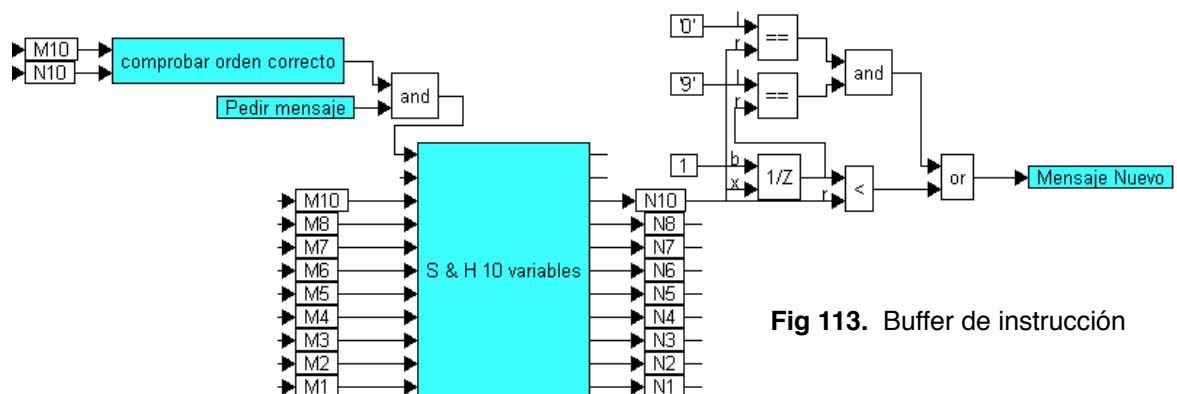 M10
N10
comprobar orden correcto
Pedir mensaje
and
'0'
l
r
==
'9'
l
r
==
and
1
b
x
1/Z
r
<
or
Mensaje Nuevo
S & H 10 variables
M10
M8
M7
M6
M5
M4
M3
M2
M1
N10
N8
N7
N6
N5
N4
N3
N2
N1
Fig 113. Buffer de instrucción